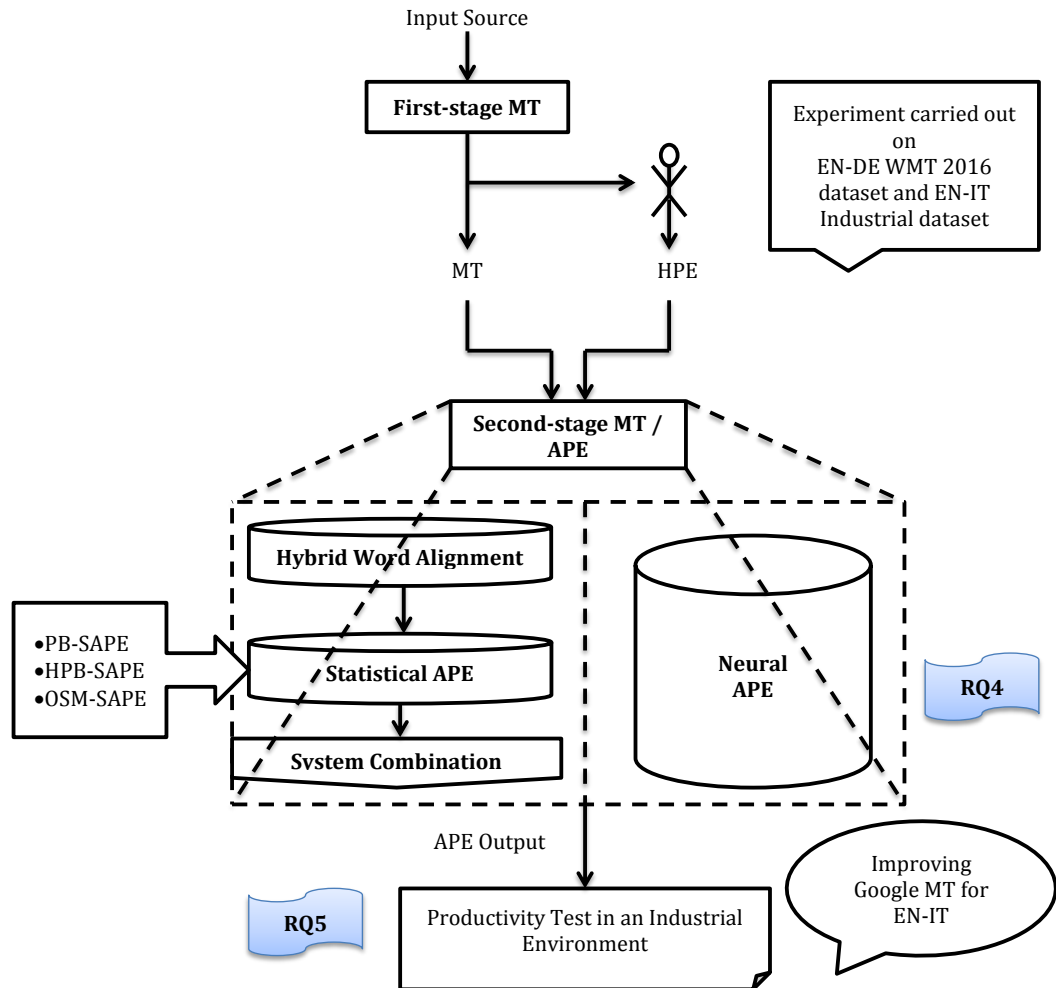 Input Source
First-stage MT
Experiment carried out
on
EN-DE WMT 2016
dataset and EN-IT
Industrial dataset
MT
HPE
Second-stage MT /
APE
Hybrid Word Alignment
•PB-SAPE
•HPB-SAPE
•OSM-SAPE
Statistical APE
Neural
APE
RQ4
System Combination
APE Output
Improving
Google MT for
EN-IT
RQ5
Productivity Test in an Industrial
Environment